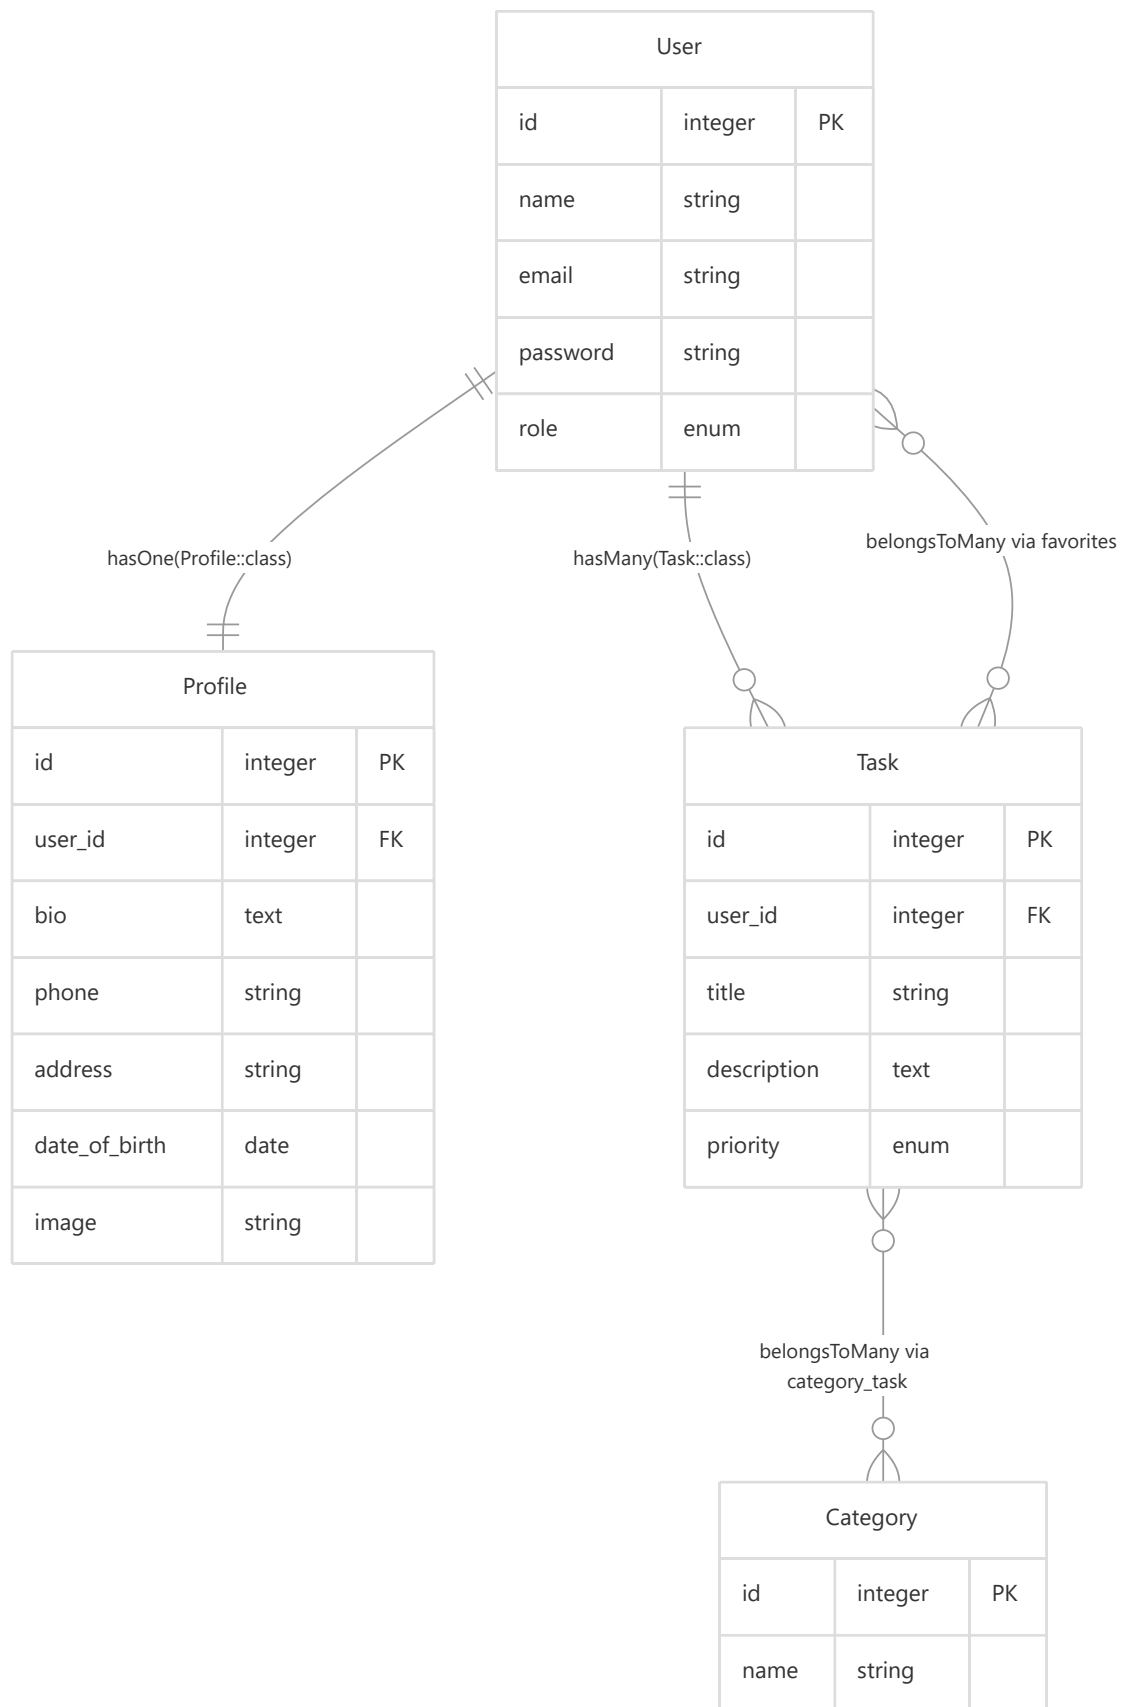 User
id integer PK
name string
email string
password string
role enum
hasOne(Profile::class)
hasMany(Task::class)
belongsToMany via favorites
Profile
id integer PK
user_id integer FK
bio text
phone string
address string
date_of_birth date
image string
Task
id integer PK
user_id integer FK
title string
description text
priority enum
belongsToMany via
category_task
Category
id integer PK
name string